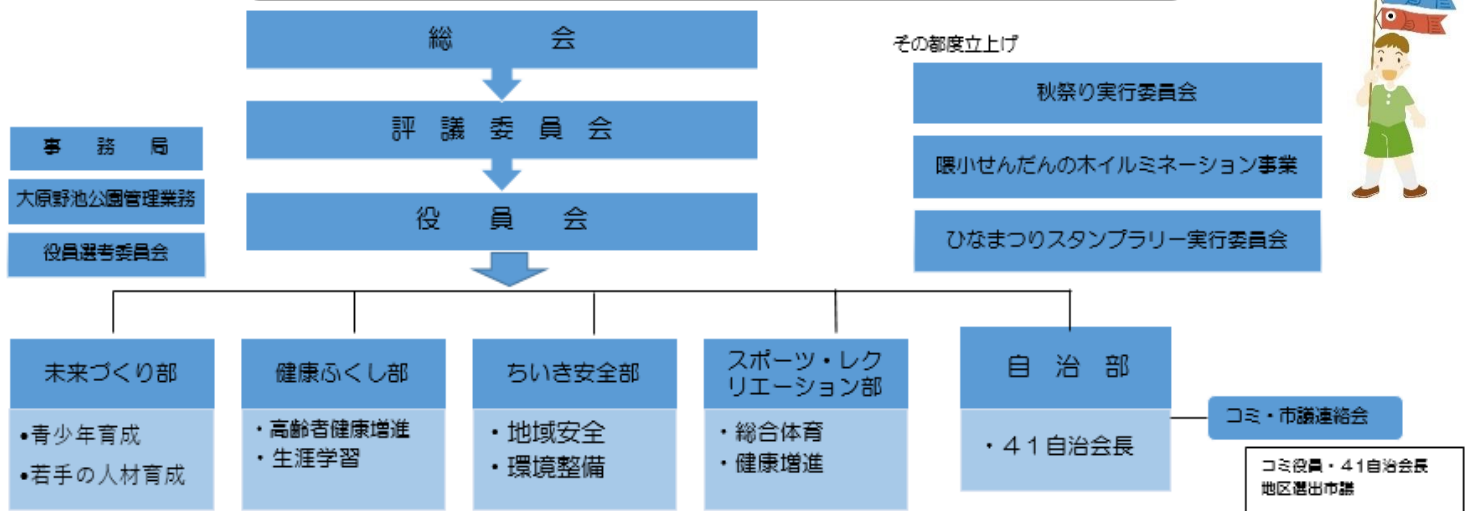 総会
評議委員会
役員会
事務局
大原野池公園管理業務
役員選考委員会
その都度立上げ
秋祭り実行委員会
隈小せんだんの木イルミネーション事業
ひなまつりスタンプラリー実行委員会
未来づくり部
•青少年育成
•若手の人材育成
健康ふくし部
・高齢者健康増進
・生涯学習
ちいき安全部
・地域安全
・環境整備
スポーツ・レク
リエーション部
・総合体育
・健康増進
自治部
・４１自治会長
コミ・市議連絡会
コミ役員・４１自治会長
地区選出市議